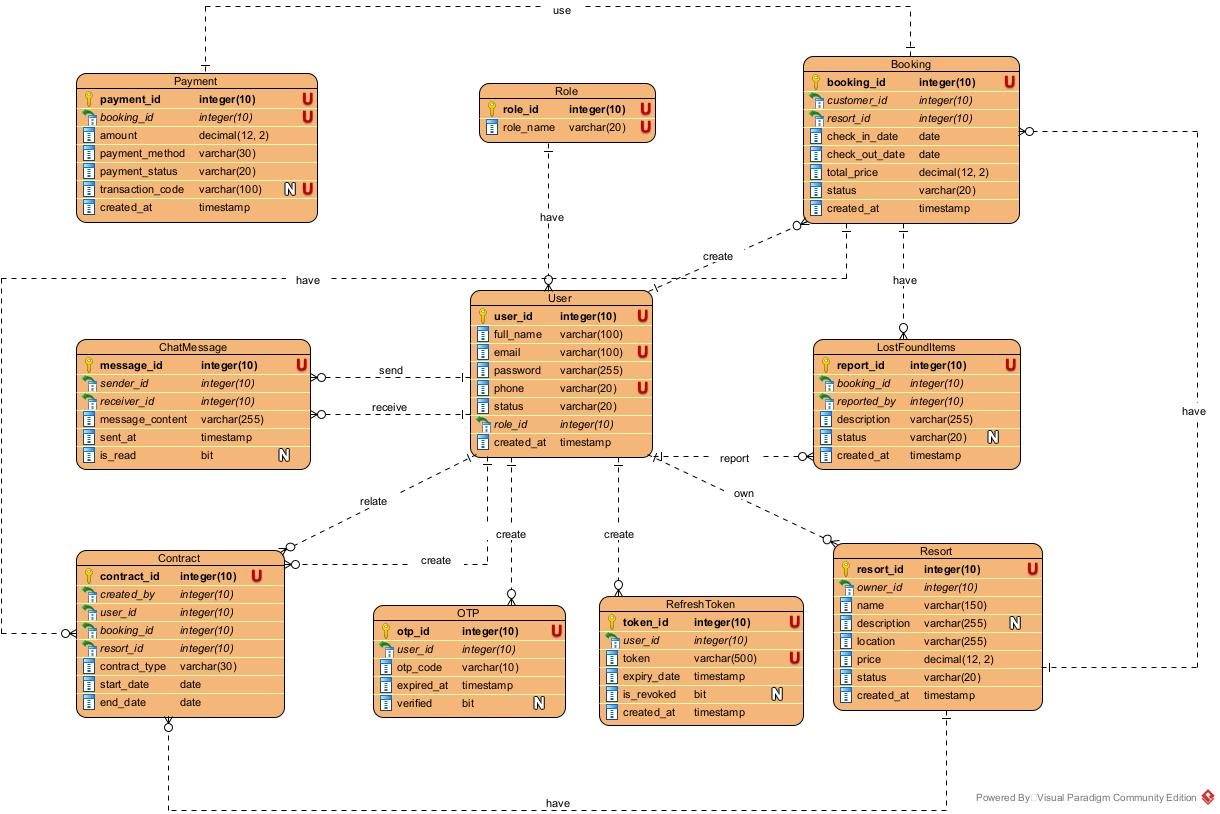 use
Payment
payment_id integer(10) U
booking_id integer(10) U
amount decimal(12, 2)
payment_method varchar(30)
payment_status varchar(20)
transaction_code varchar(100) N U
created_at timestamp
Role
role_id integer(10) U
role_name varchar(20) U
Booking
booking_id integer(10) U
customer_id integer(10)
resort_id integer(10)
check_in_date date
check_out_date date
total_price decimal(12, 2)
status varchar(20)
created_at timestamp
have
create
have
have
have
User
user_id integer(10) U
full_name varchar(100)
email varchar(100) U
password varchar(255)
phone varchar(20) U
status varchar(20)
role_id integer(10)
created_at timestamp
ChatMessage
message_id integer(10) U
sender_id integer(10)
receiver_id integer(10)
message_content varchar(255)
sent_at timestamp
is_read bit N
send
receive
LostFoundItems
report_id integer(10) U
booking_id integer(10)
reported_by integer(10)
description varchar(255)
status varchar(20) N
created_at timestamp
report
relate
own
create
create
create
Contract
contract_id integer(10) U
created_by integer(10)
user_id integer(10)
booking_id integer(10)
resort_id integer(10)
contract_type varchar(30)
start_date date
end_date date
OTP
otp_id integer(10) U
user_id integer(10)
otp_code varchar(10)
expired_at timestamp
verified bit N
RefreshToken
token_id integer(10) U
user_id integer(10)
token varchar(500) U
expiry_date timestamp
is_revoked bit N
created_at timestamp
Resort
resort_id integer(10) U
owner_id integer(10)
name varchar(150)
description varchar(255) N
location varchar(255)
price decimal(12, 2)
status varchar(20)
created_at timestamp
have
Powered By Visual Paradigm Community Edition